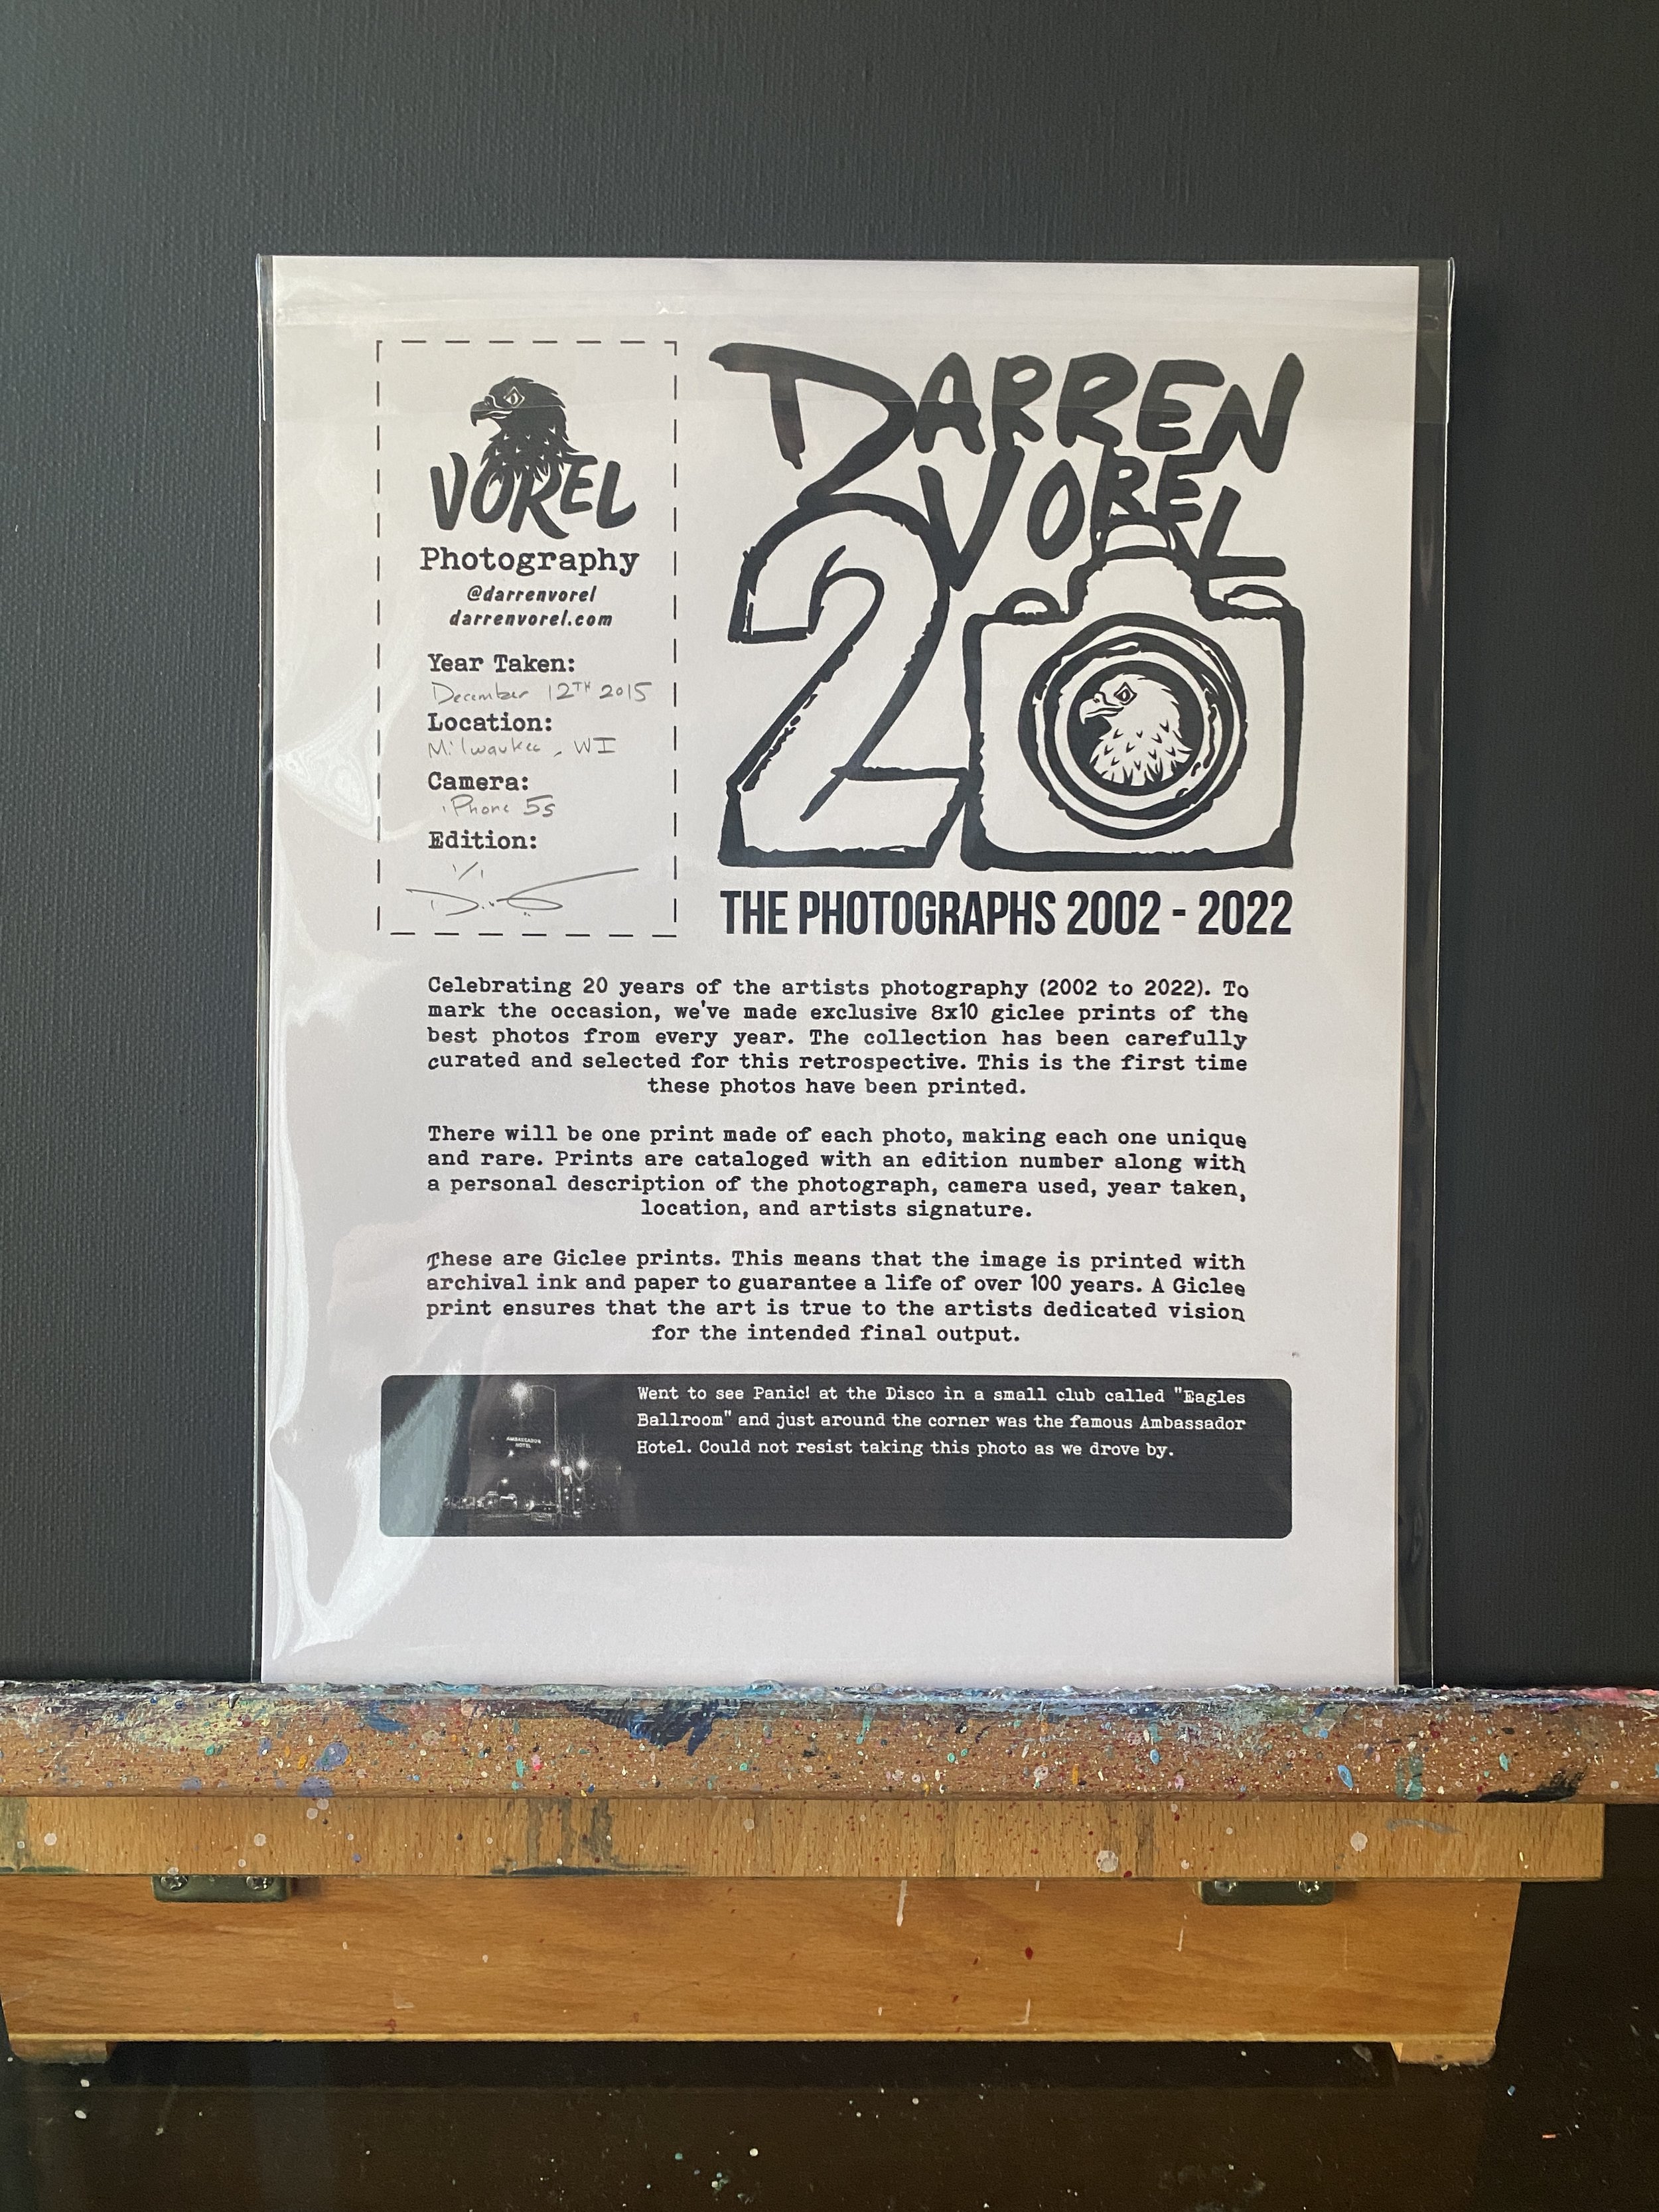 VOREL
Photography
@darrenvorel
darrenvorel.com
Year Taken:
December 12TH 2015
Location:
Milwaukee, WI
Camera:
iPhone 5s
Edition:
1/1
DARREN
VOREL
20
THE PHOTOGRAPHS 2002 - 2022
Celebrating 20 years of the artists photography (2002 to 2022). To
mark the occasion, we've made exclusive 8x10 giclee prints of the
best photos from every year. The collection has been carefully
curated and selected for this retrospective. This is the first time
these photos have been printed.
There will be one print made of each photo, making each one unique
and rare. Prints are cataloged with an edition number along with
a personal description of the photograph, camera used, year taken,
location, and artists signature.
These are Giclee prints. This means that the image is printed with
archival ink and paper to guarantee a life of over 100 years. A Giclee
print ensures that the art is true to the artists dedicated vision
for the intended final output.
AMBASSADOR
HOTEL
Went to see Panic! at the Disco in a small club called "Eagles
Ballroom" and just around the corner was the famous Ambassador
Hotel. Could not resist taking this photo as we drove by.